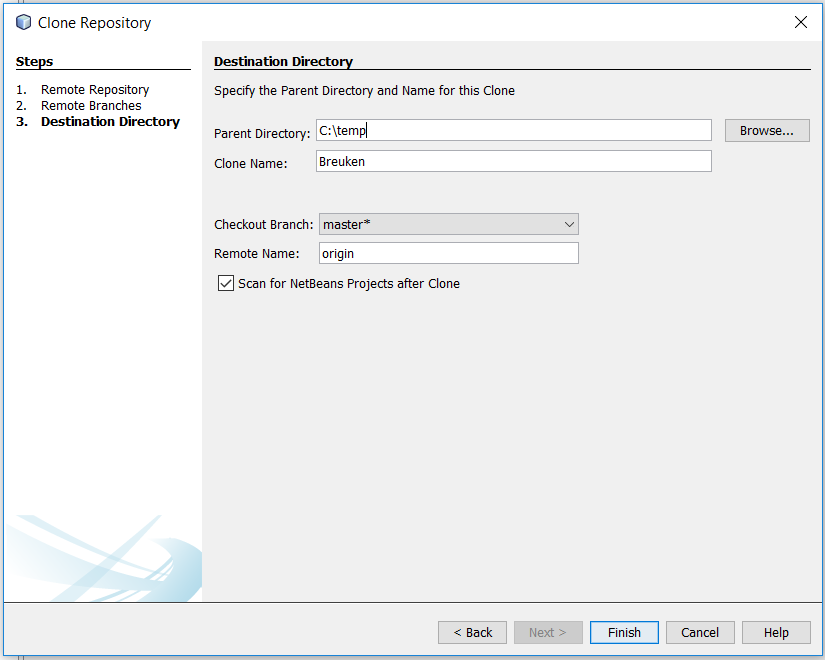 Clone Repository
Steps
1. Remote Repository
2. Remote Branches
3. Destination Directory
Destination Directory
Specify the Parent Directory and Name for this Clone
Parent Directory: C:\temp Browse...
Clone Name: Breuken
Checkout Branch: master*
Remote Name: origin
Scan for NetBeans Projects after Clone
< Back Next > Finish Cancel Help